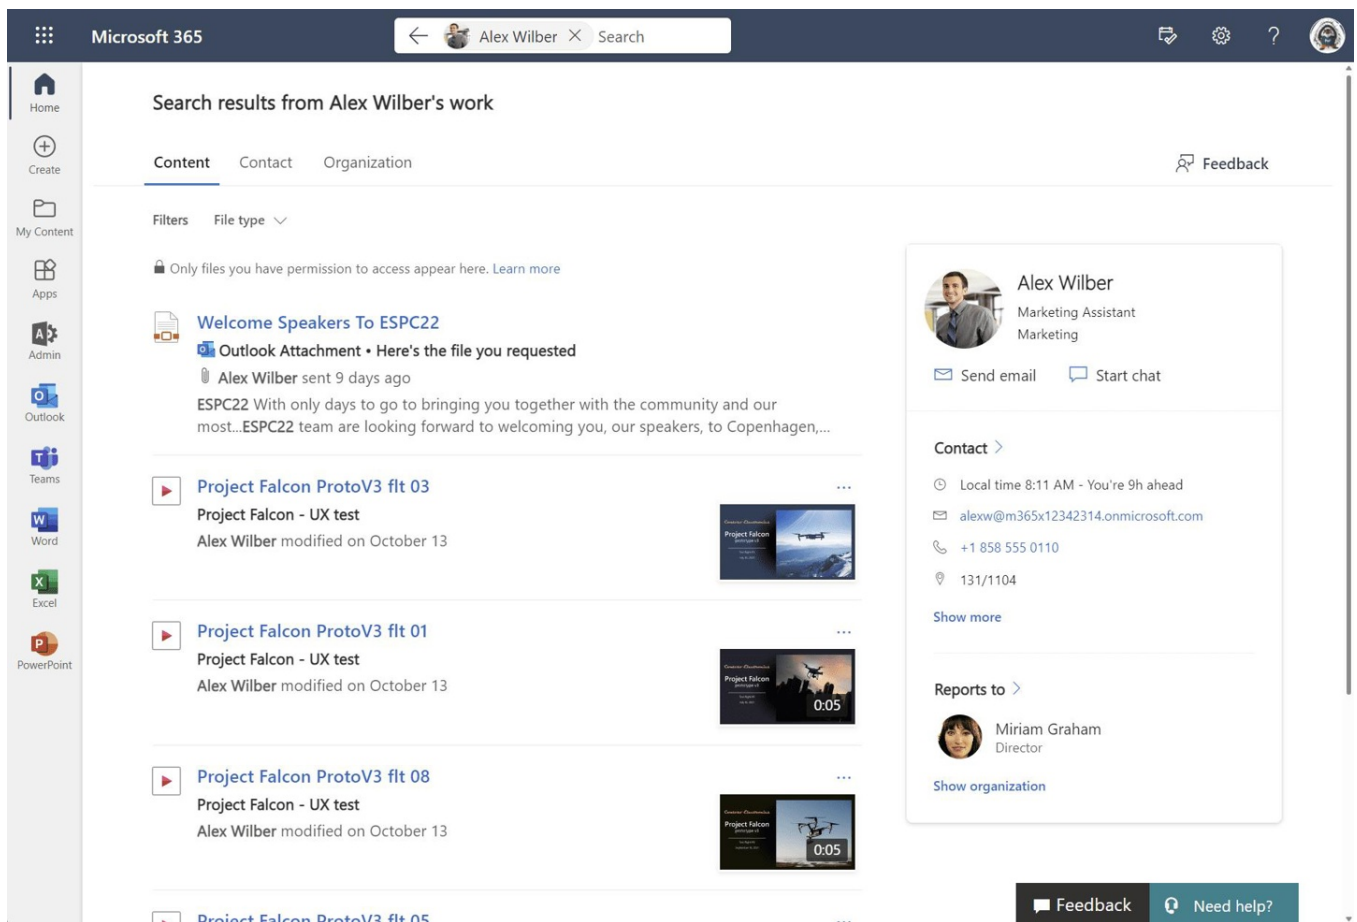 Microsoft 365
Alex Wilber
Search
Home
Create
My Content
Apps
Admin
Outlook
Teams
Word
Excel
PowerPoint
Search results from Alex Wilber's work
Content
Contact
Organization
Feedback
Filters
File type
Only files you have permission to access appear here. Learn more
Welcome Speakers To ESPC22
Outlook Attachment • Here's the file you requested
Alex Wilber sent 9 days ago
ESPC22 With only days to go to bringing you together with the community and our
most...ESPC22 team are looking forward to welcoming you, our speakers, to Copenhagen,...
Project Falcon ProtoV3 flt 03
Project Falcon - UX test
Alex Wilber modified on October 13
Project Falcon
Project Falcon ProtoV3 flt 01
Project Falcon - UX test
Alex Wilber modified on October 13
Project Falcon
0:05
Project Falcon ProtoV3 flt 08
Project Falcon - UX test
Alex Wilber modified on October 13
Project Falcon
0:05
Project Falcon ProtoV3 flt 05
Alex Wilber
Marketing Assistant
Marketing
Send email
Start chat
Contact
Local time 8:11 AM - You're 9h ahead
alexw@m365x12342314.onmicrosoft.com
+1 858 555 0110
131/1104
Show more
Reports to
Miriam Graham
Director
Show organization
Feedback
Need help?